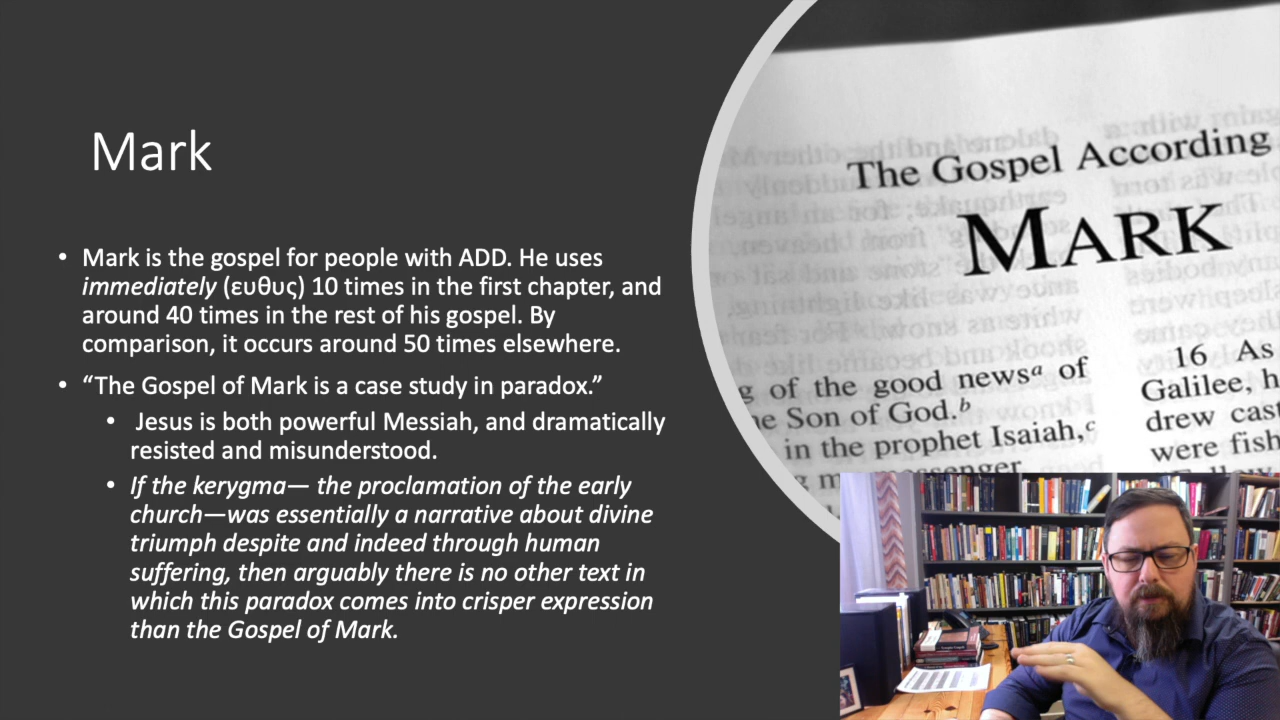 Mark
• Mark is the gospel for people with ADD. He uses
immediately (ευθυς) 10 times in the first chapter, and
around 40 times in the rest of his gospel. By
comparison, it occurs around 50 times elsewhere.
• “The Gospel of Mark is a case study in paradox.”
• Jesus is both powerful Messiah, and dramatically
resisted and misunderstood.
• If the kerygma— the proclamation of the early
church—was essentially a narrative about divine
triumph despite and indeed through human
suffering, then arguably there is no other text in
which this paradox comes into crisper expression
than the Gospel of Mark.
The Gospel According
MARK
of the good newsᵃ of
Son of God.ᵇ
in the prophet Isaiah,ᶜ
16 As
Galilee, h
drew cast
were fish